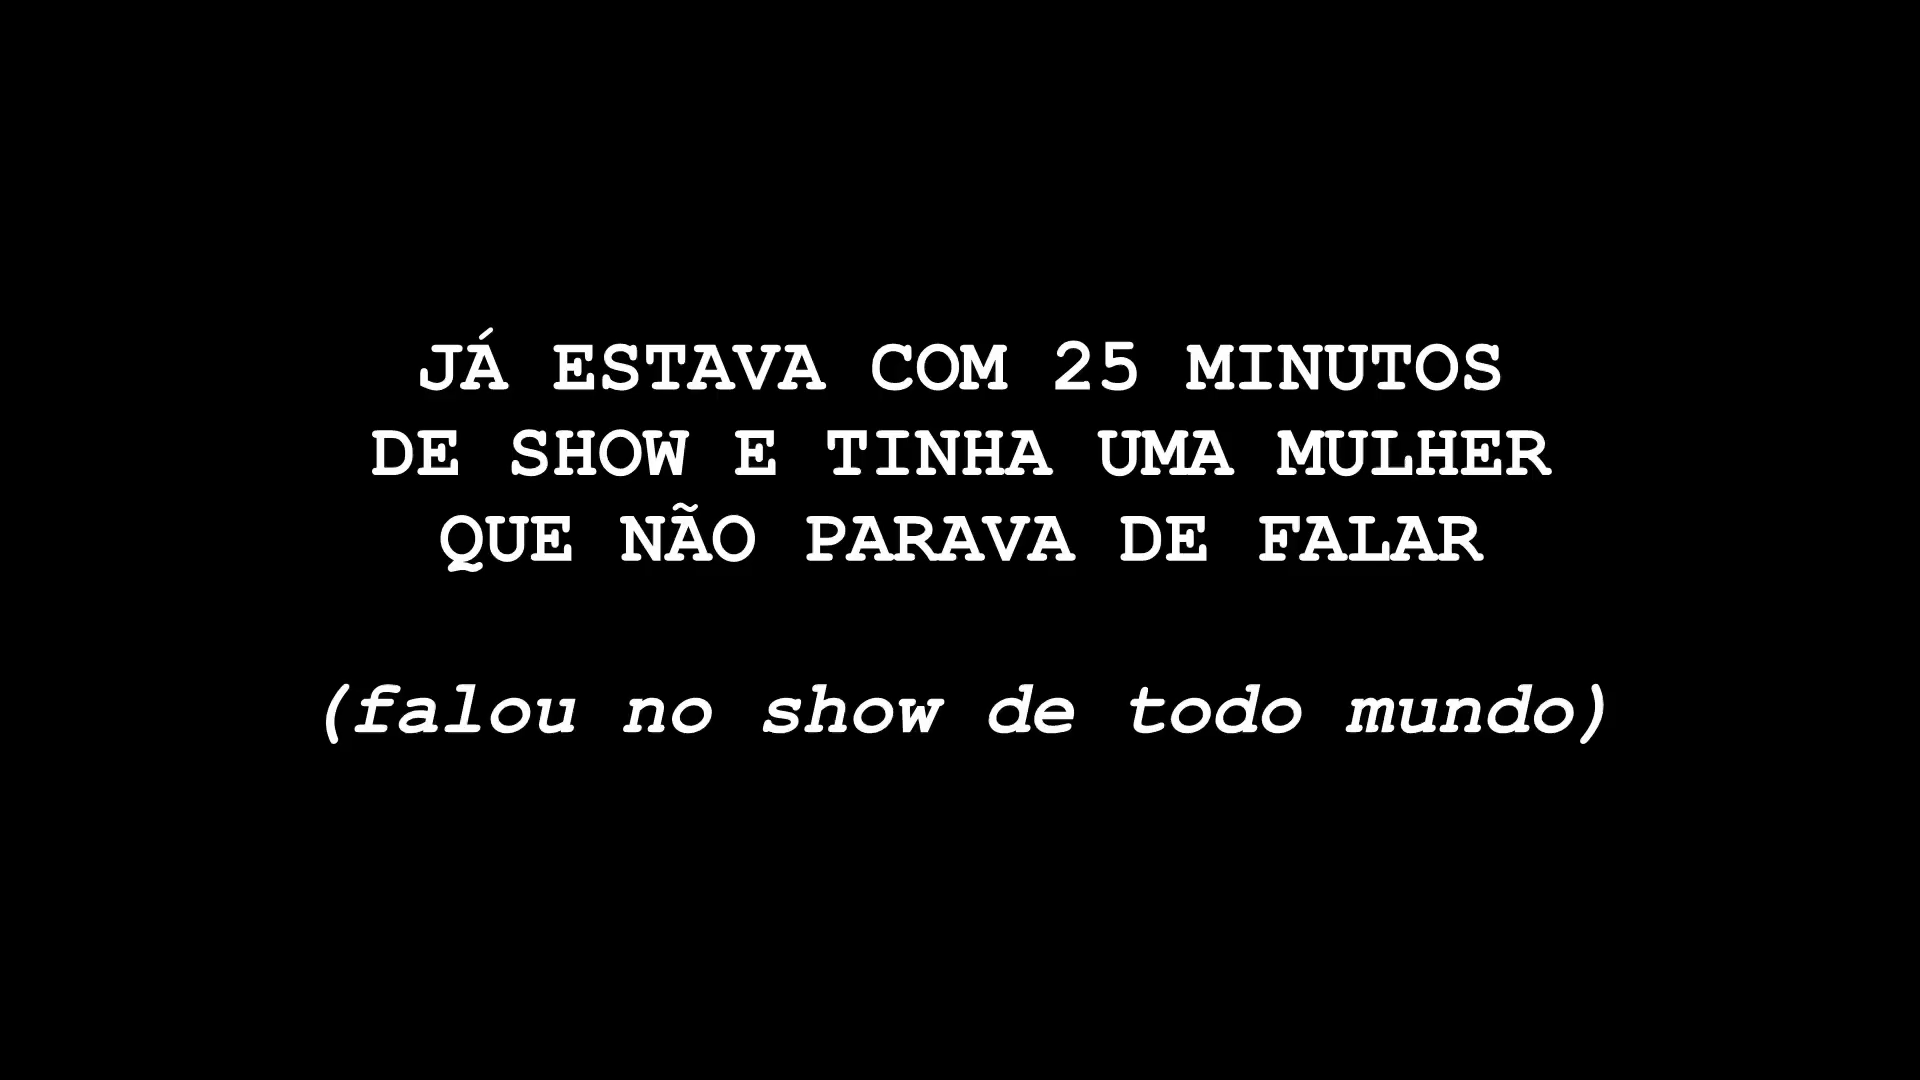 JÁ ESTAVA COM 25 MINUTOS
DE SHOW E TINHA UMA MULHER
QUE NÃO PARAVA DE FALAR
(falou no show de todo mundo)